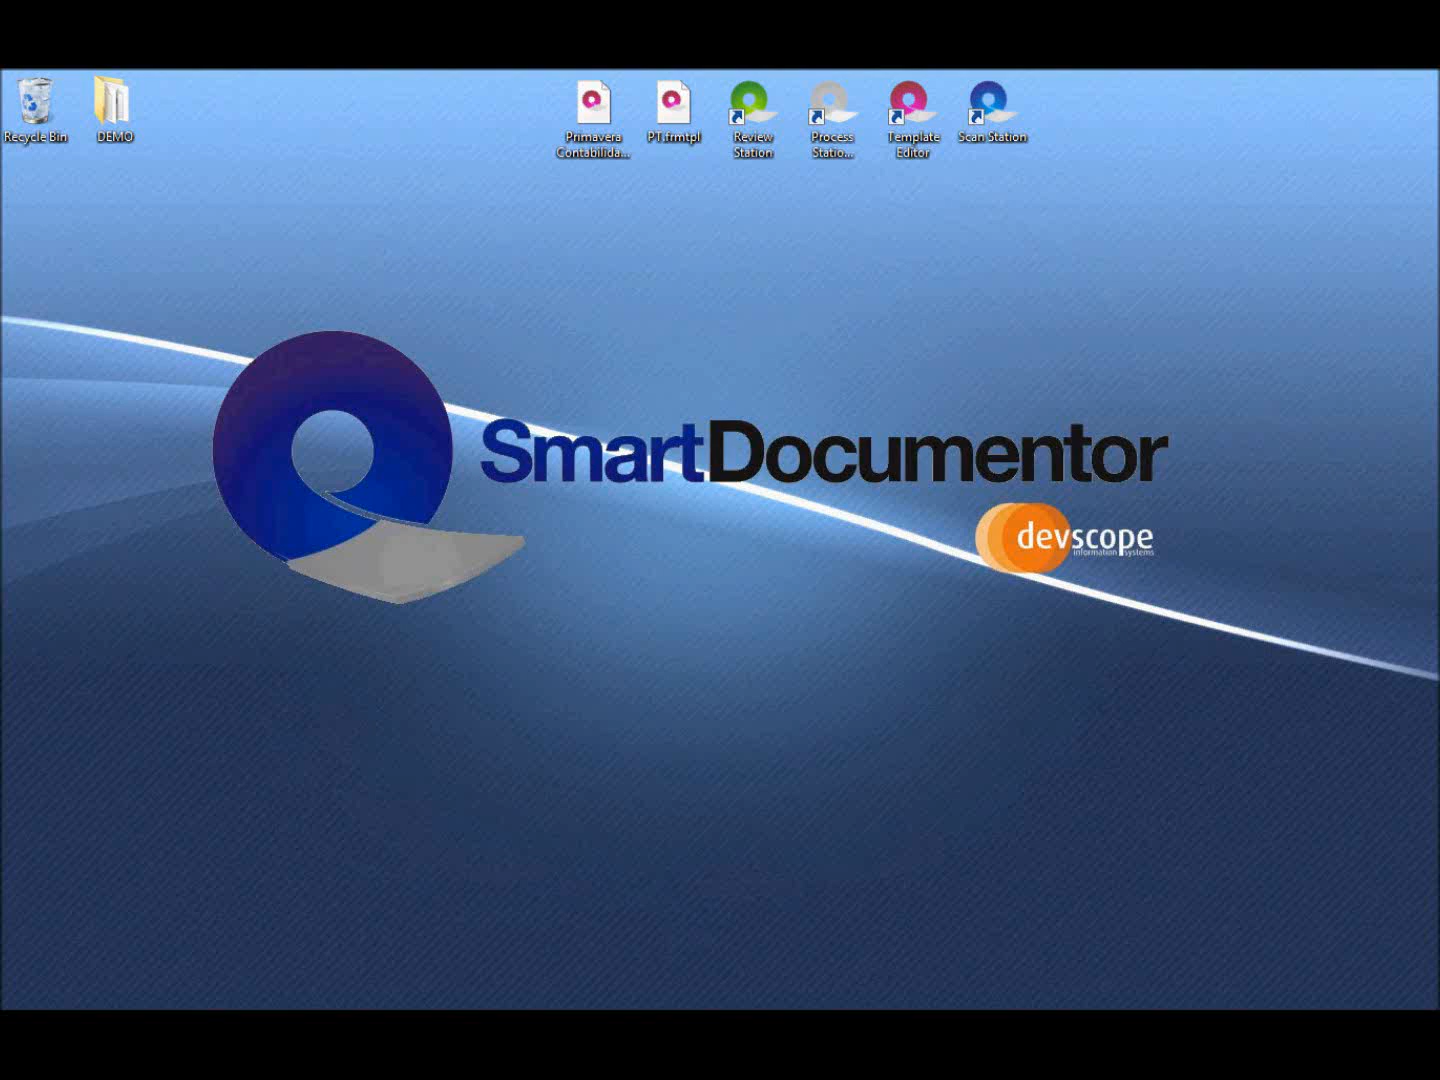 Recycle Bin
DEMO
Primavera
Contabilida...
PT.frmtpl
Review
Station
Process
Statio...
Template
Editor
Scan Station
SmartDocumentor
devscope
information systems